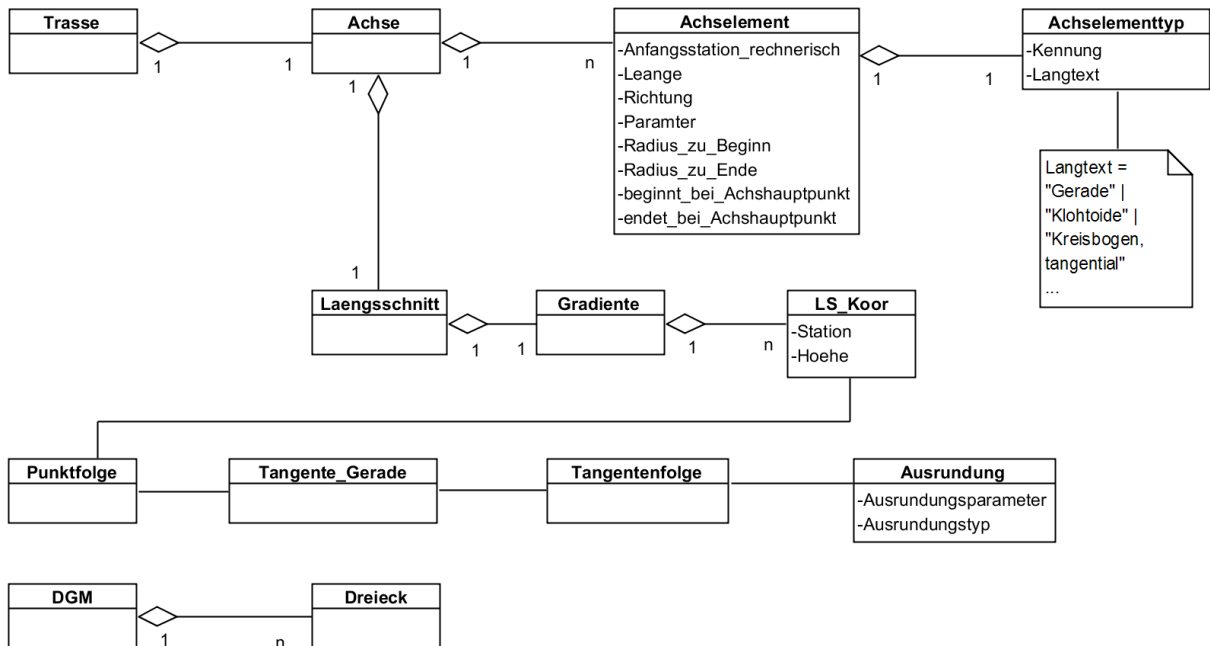 Trasse
1
1
Achse
1
n
1
Achselement
-Anfangsstation_rechnerisch
-Leange
-Richtung
-Paramter
-Radius_zu_Beginn
-Radius_zu_Ende
-beginnt_bei_Achshauptpunkt
-endet_bei_Achshauptpunkt
1
1
Achselementtyp
-Kennung
-Langtext
Langtext =
"Gerade" |
"Klohtoide" |
"Kreisbogen,
tangential"
...
1
Laengsschnitt
1
1
Gradiente
1
n
LS_Koor
-Station
-Hoehe
Punktfolge
Tangente_Gerade
Tangentenfolge
Ausrundung
-Ausrundungsparameter
-Ausrundungstyp
DGM
1
n
Dreieck